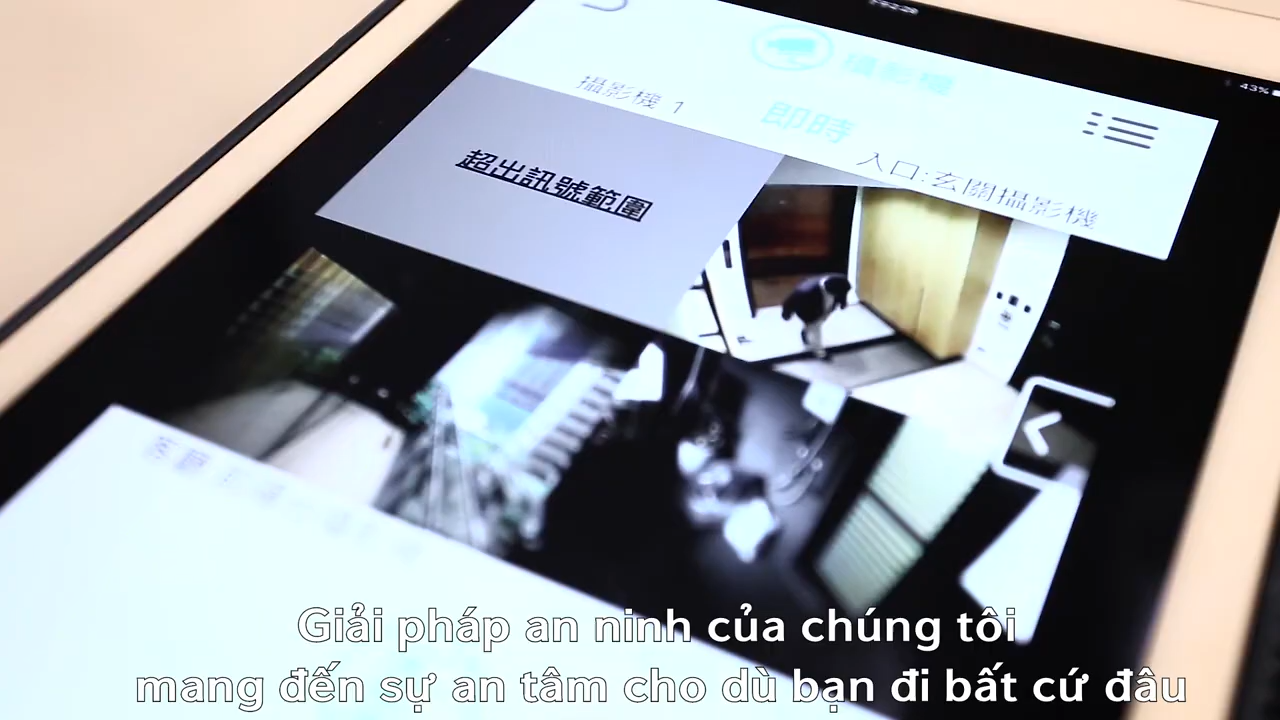 43%
攝影機
攝影機 1
即時
入口:玄關攝影機
超出訊號範圍
Giải pháp an ninh của chúng tôi
mang đến sự an tâm cho dù bạn đi bất cứ đâu